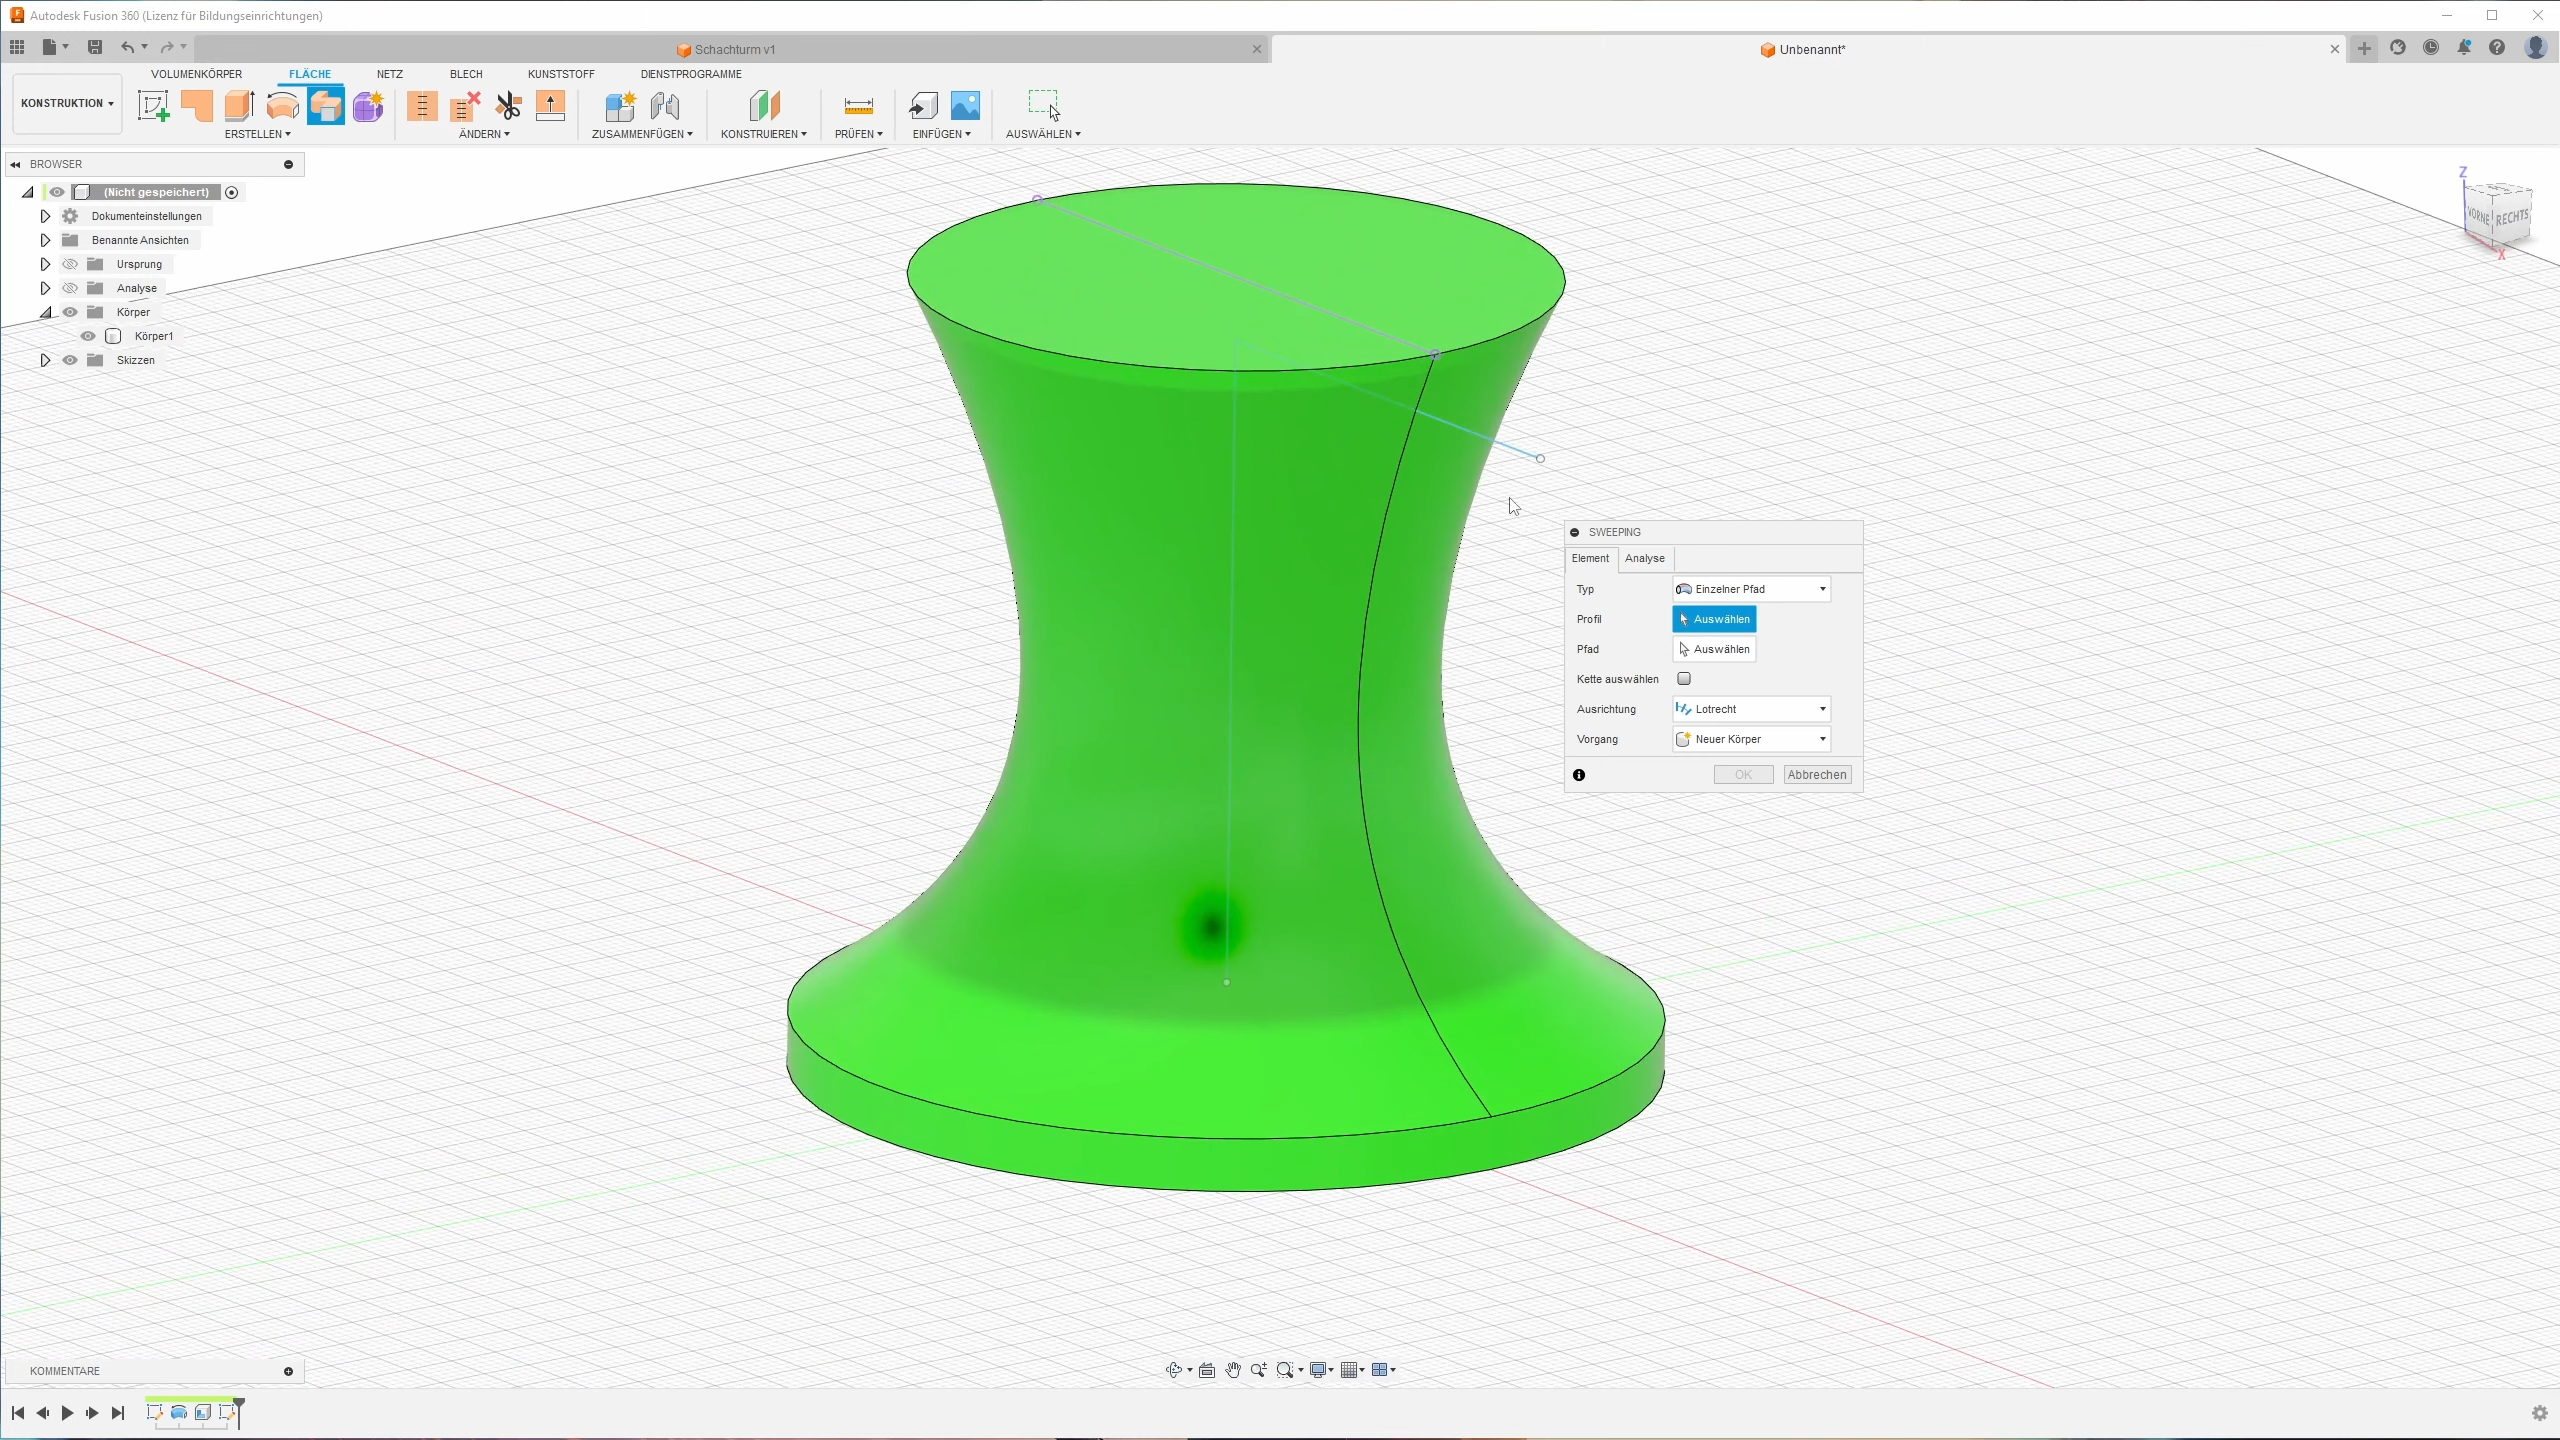 Autodesk Fusion 360 (Lizenz für Bildungseinrichtungen)
Schachturm v1
Unbenannt*
VOLUMENKÖRPER FLÄCHE NETZ BLECH KUNSTSTOFF DIENSTPROGRAMME
KONSTRUKTION
ERSTELLEN ÄNDERN ZUSAMMENFÜGEN KONSTRUIEREN PRÜFEN EINFÜGEN AUSWÄHLEN
BROWSER
(Nicht gespeichert)
Dokumenteinstellungen
Benannte Ansichten
Ursprung
Analyse
Körper
Körper1
Skizzen
Z
VORNE RECHTS
X
SWEEPING
Element Analyse
Typ Einzelner Pfad
Profil Auswählen
Pfad Auswählen
Kette auswählen
Ausrichtung Lotrecht
Vorgang Neuer Körper
OK Abbrechen
KOMMENTARE